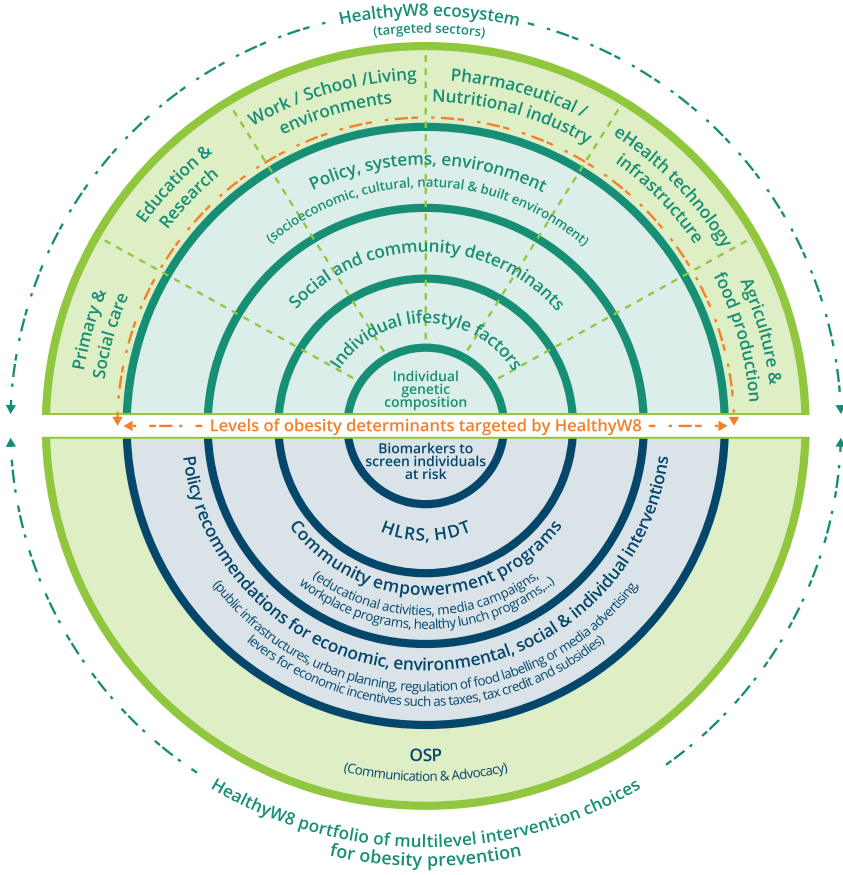 HealthyW8 ecosystem
(targeted sectors)
Primary &
Social care
Education &
Research
Work / School /Living
environments
Pharmaceutical /
Nutritional industry
eHealth technology
infrastructure
Agriculture &
food production
Policy, systems, environment
(socioeconomic, cultural, natural & built environment)
Social and community determinants
Individual lifestyle factors
Individual
genetic
composition
Levels of obesity determinants targeted by HealthyW8
Biomarkers to
screen individuals
at risk
HLRS, HDT
Community empowerment programs
(educational activities, media campaigns,
workplace programs, healthy lunch programs,..)
Policy recommendations for economic, environmental, social & individual interventions
(public infrastructures, urban planning, regulation of food labelling or media advertising,
levers for economic incentives such as taxes, tax credit and subsidies)
OSP
(Communication & Advocacy)
HealthyW8 portfolio of multilevel intervention choices
for obesity prevention